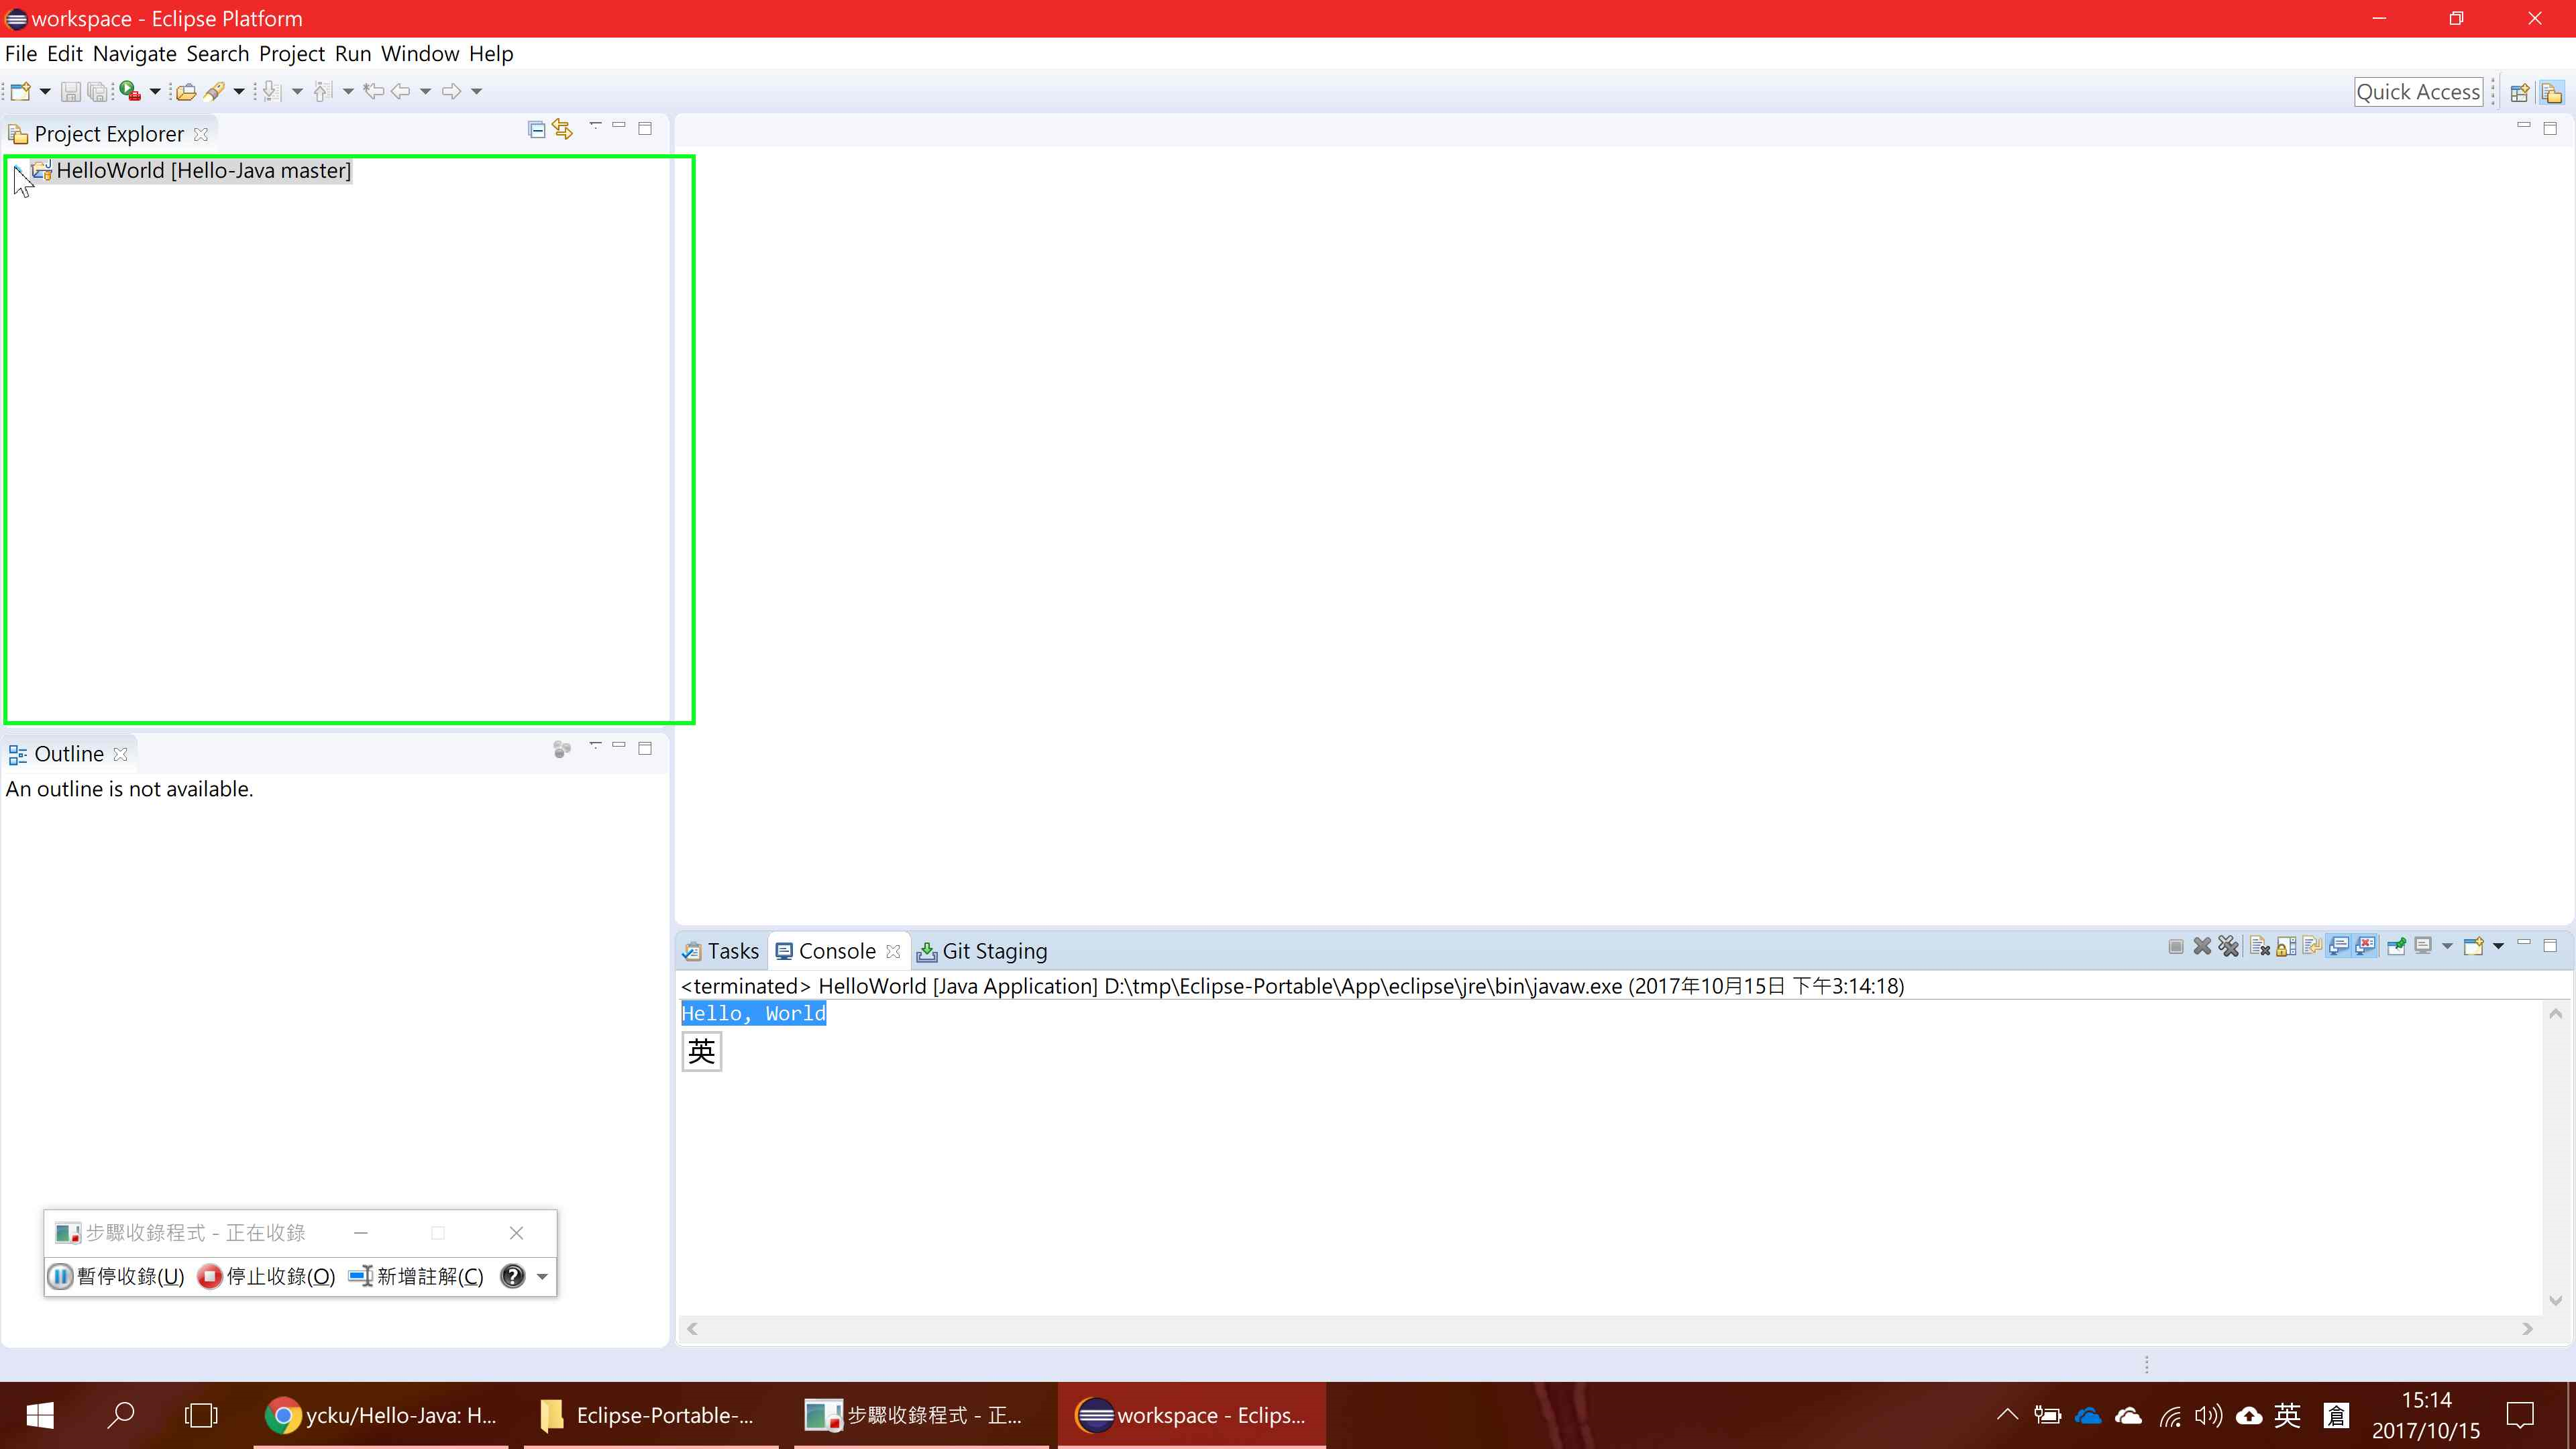 workspace - Eclipse Platform
File Edit Navigate Search Project Run Window Help
Quick Access
Project Explorer
HelloWorld [Hello-Java master]
Outline
An outline is not available.
Tasks Console Git Staging
<terminated> HelloWorld [Java Application] D:\tmp\Eclipse-Portable\App\eclipse\jre\bin\javaw.exe (2017年10月15日 下午3:14:18)
Hello, World
英
步驟收錄程式 - 正在收錄
暫停收錄(U) 停止收錄(O) 新增註解(C)
ycku/Hello-Java: H... Eclipse-Portable-... 步驟收錄程式 - 正... workspace - Eclips... 英 倉 15:14
2017/10/15